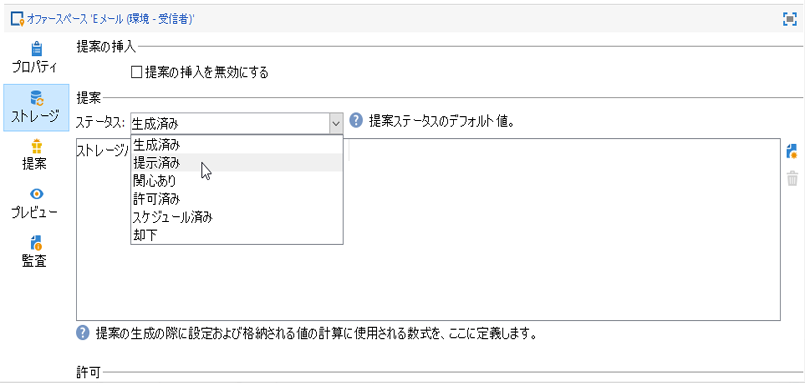 オファースペース 'Eメール (環境 - 受信者)'
プロパティ
ストレージ
提案
プレビュー
監査
提案の挿入
提案の挿入を無効にする
提案
ステータス: 生成済み
提案ステータスのデフォルト値。
ストレージ
生成済み
提示済み
関心あり
許可済み
スケジュール済み
却下
提案の生成の際に設定および格納される値の計算に使用される数式を、ここに定義します。
許可